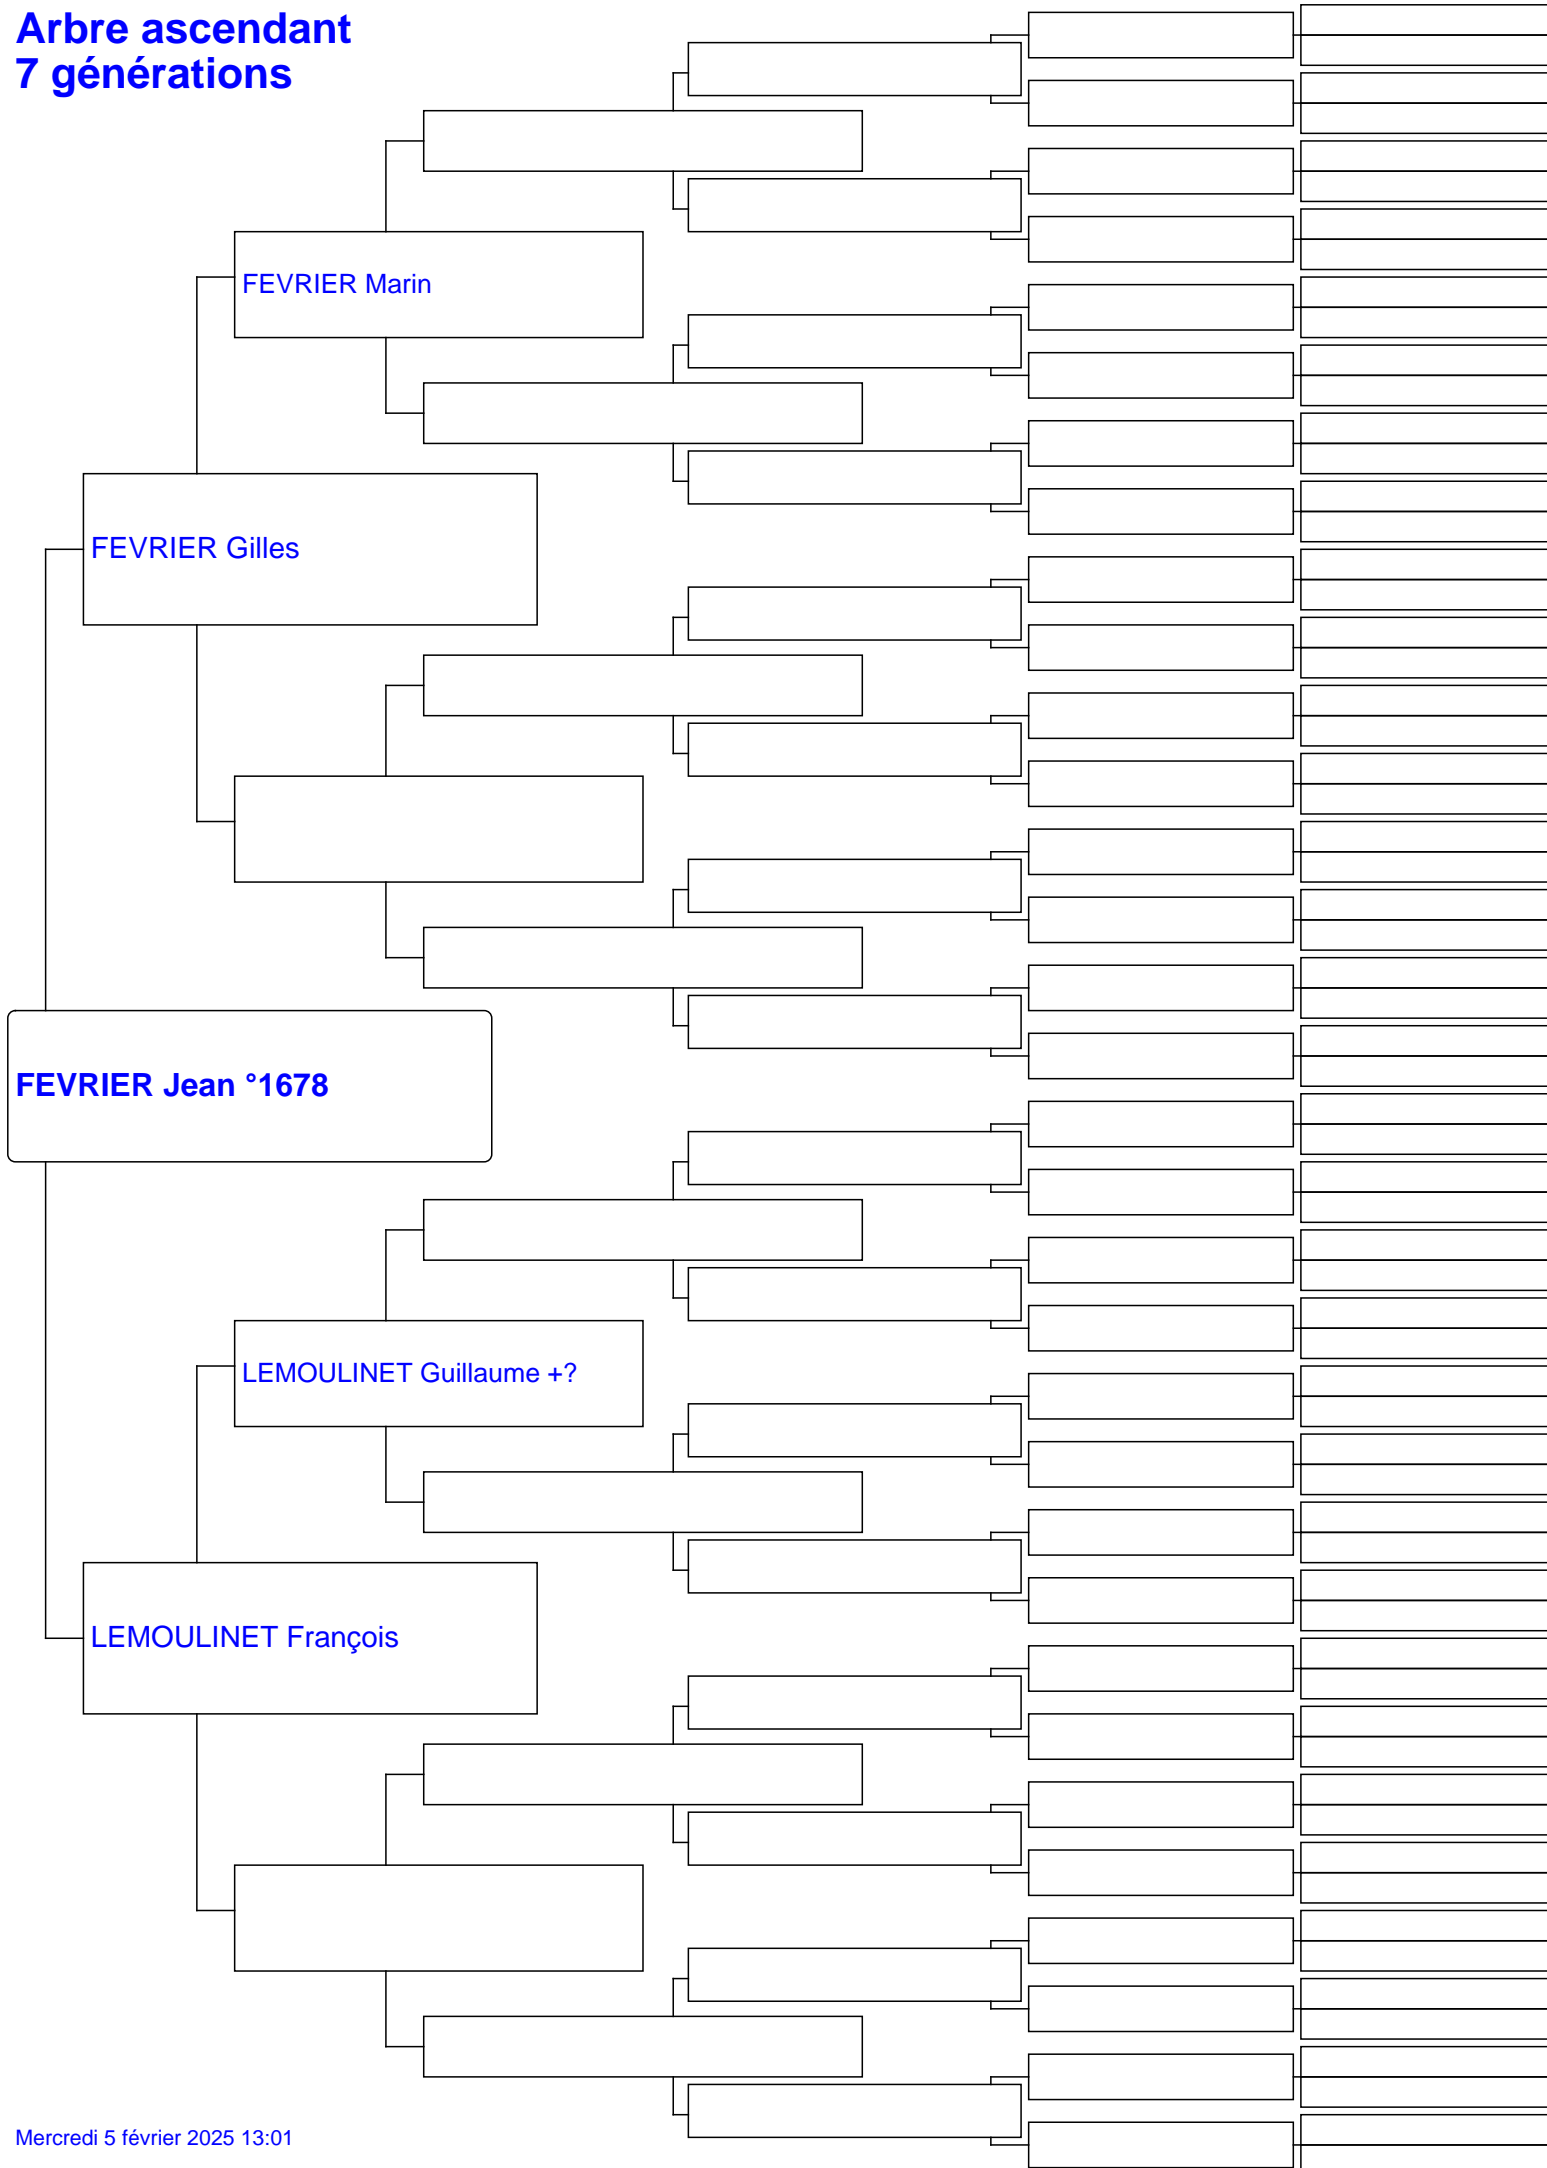 Arbre ascendant
7 générations
FEVRIER Marin
FEVRIER Gilles
FEVRIER Jean °1678
LEMOULINET Guillaume +?
LEMOULINET François
Mercredi 5 février 2025 13:01